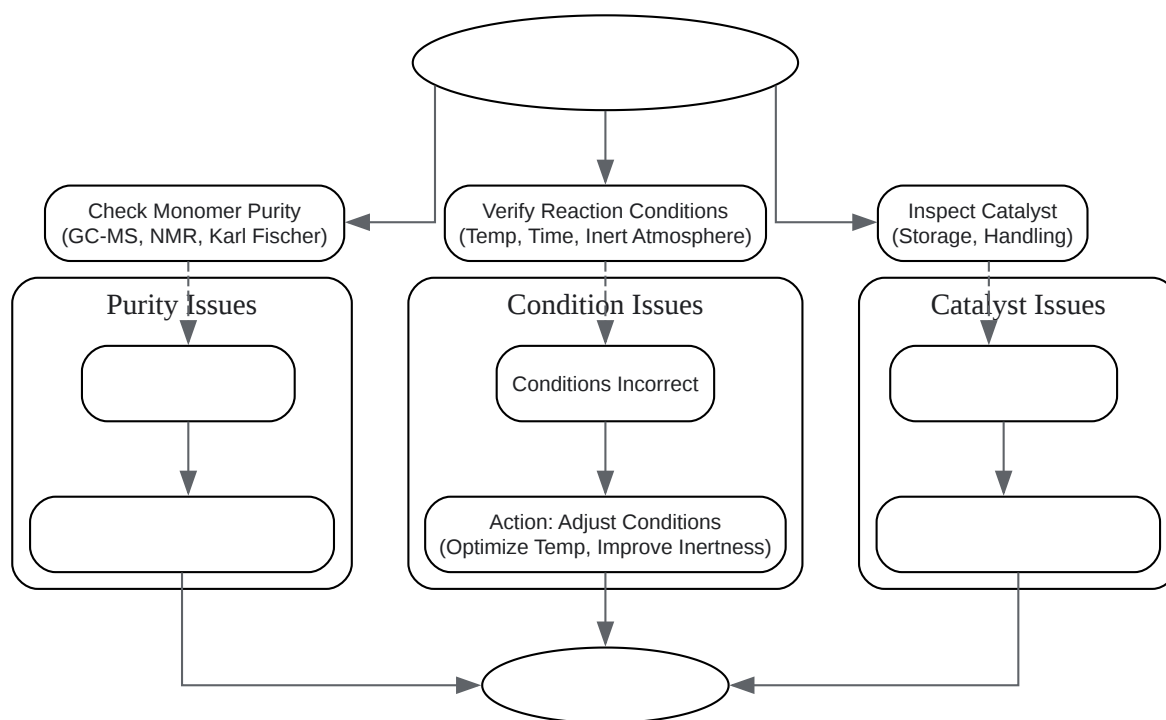 Check Monomer Purity
(GC-MS, NMR, Karl Fischer)
Verify Reaction Conditions
(Temp, Time, Inert Atmosphere)
Inspect Catalyst
(Storage, Handling)
Purity Issues
Condition Issues
Catalyst Issues
Conditions Incorrect
Action: Adjust Conditions
(Optimize Temp, Improve Inertness)